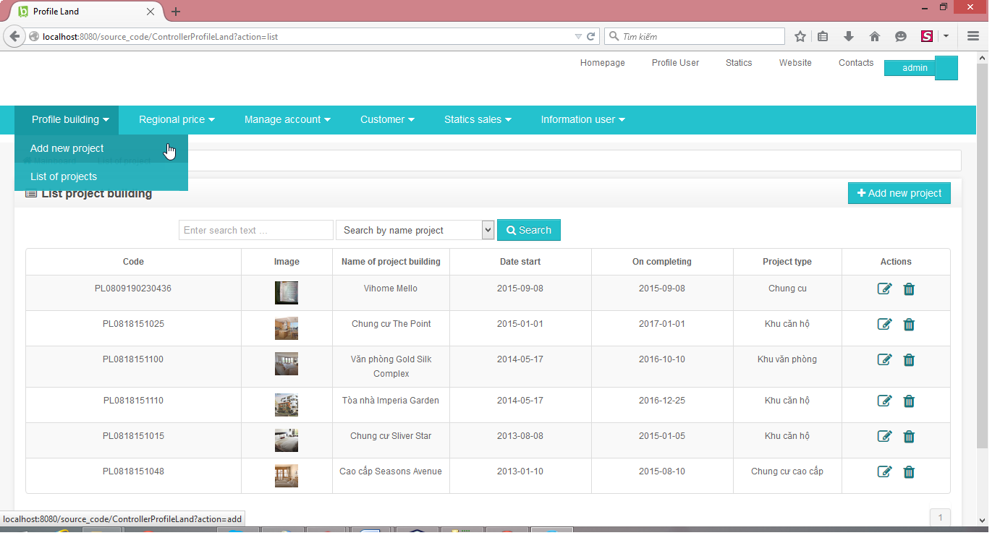 Profile Land
localhost:8080/source_code/ControllerProfileLand?action=list
Tìm kiếm
Homepage Profile User Statics Website Contacts admin
Profile building Regional price Manage account Customer Statics sales Information user
Add new project
List of projects
List project building
Add new project
Enter search text ... Search by name project Search
Code Image Name of project building Date start On completing Project type Actions
PL0809190230436 Vihome Mello 2015-09-08 2015-09-08 Chung cu
PL0818151025 Chung cư The Point 2015-01-01 2017-01-01 Khu căn hộ
PL0818151100 Văn phòng Gold Silk 2014-05-17 2016-10-10 Khu văn phòng
Complex
PL0818151110 Tòa nhà Imperia Garden 2014-05-17 2016-12-25 Khu căn hộ
PL0818151015 Chung cư Sliver Star 2013-08-08 2015-01-05 Khu căn hộ
PL0818151048 Cao cấp Seasons Avenue 2013-01-10 2015-08-10 Chung cư cao cấp
1
localhost:8080/source_code/ControllerProfileLand?action=add